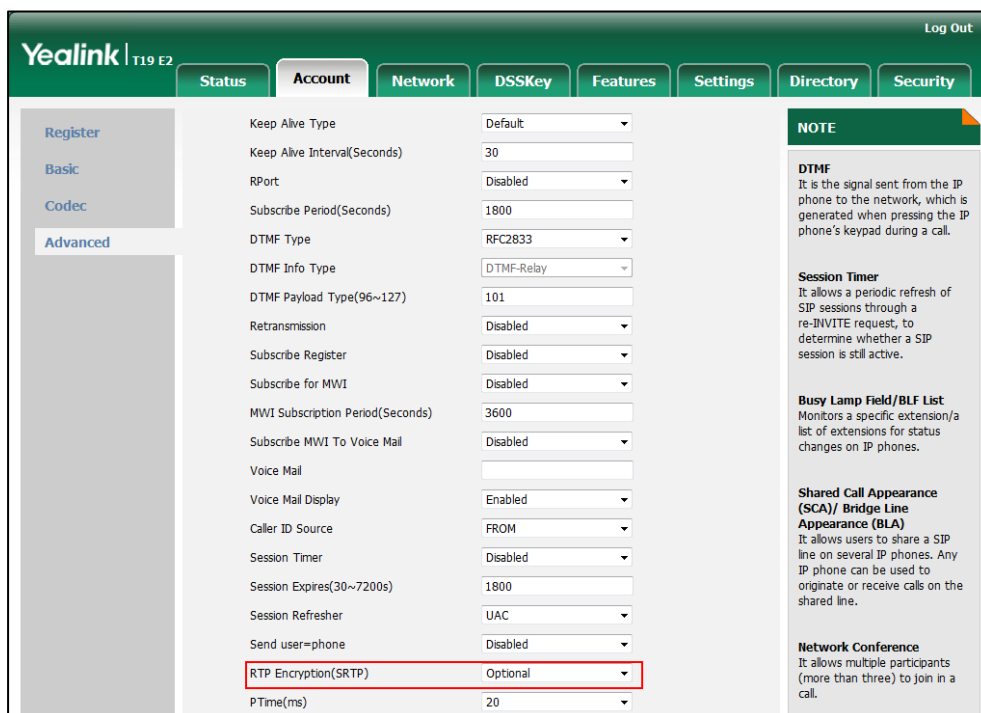 Log Out
Yealink T19 E2
Status Account Network DSSKey Features Settings Directory Security
Register
Basic
Codec
Advanced
Keep Alive Type Default
Keep Alive Interval(Seconds) 30
RPort Disabled
Subscribe Period(Seconds) 1800
DTMF Type RFC2833
DTMF Info Type DTMF-Relay
DTMF Payload Type(96~127) 101
Retransmission Disabled
Subscribe Register Disabled
Subscribe for MWI Disabled
MWI Subscription Period(Seconds) 3600
Subscribe MWI To Voice Mail Disabled
Voice Mail
Voice Mail Display Enabled
Caller ID Source FROM
Session Timer Disabled
Session Expires(30~7200s) 1800
Session Refresher UAC
Send user=phone Disabled
RTP Encryption(SRTP) Optional
PTime(ms) 20
NOTE
DTMF
It is the signal sent from the IP
phone to the network, which is
generated when pressing the IP
phone's keypad during a call.
Session Timer
It allows a periodic refresh of
SIP sessions through a
re-INVITE request, to
determine whether a SIP
session is still active.
Busy Lamp Field/BLF List
Monitors a specific extension/a
list of extensions for status
changes on IP phones.
Shared Call Appearance
(SCA)/ Bridge Line
Appearance (BLA)
It allows users to share a SIP
line on several IP phones. Any
IP phone can be used to
originate or receive calls on the
shared line.
Network Conference
It allows multiple participants
(more than three) to join in a
call.